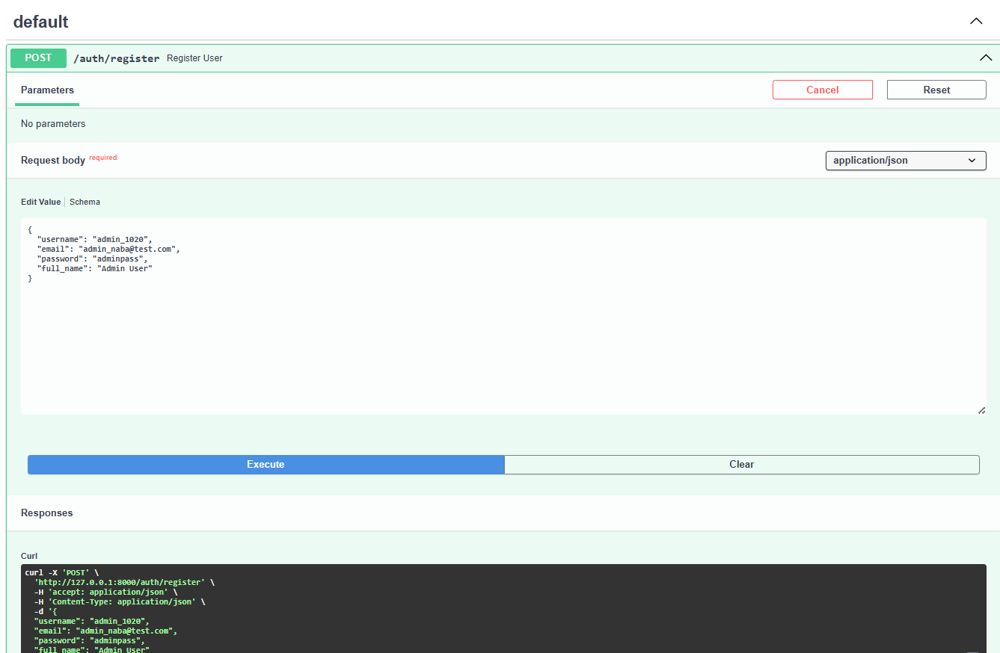 default
POST /auth/register Register User
Parameters
Cancel
Reset
No parameters
Request body required
application/json
Edit Value | Schema
{
  "username": "admin_1020",
  "email": "admin_naba@test.com",
  "password": "adminpass",
  "full_name": "Admin User"
}
Execute
Clear
Responses
Curl
curl -X 'POST' \
  'http://127.0.0.1:8000/auth/register' \
  -H 'accept: application/json' \
  -H 'Content-Type: application/json' \
  -d '{
  "username": "admin_1020",
  "email": "admin_naba@test.com",
  "password": "adminpass",
  "full_name": "Admin User"